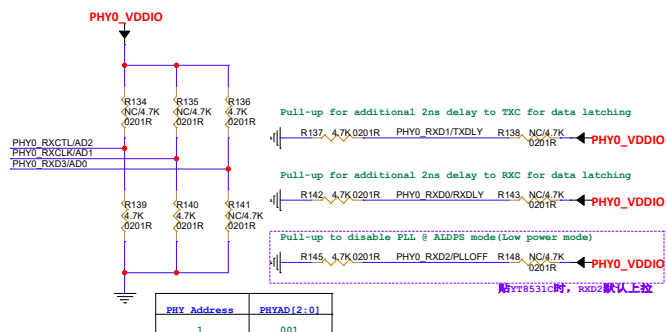 PHY0_VDDIO
R134
NC/4.7K
0201R
R135
NC/4.7K
0201R
R136
4.7K
0201R
PHY0_RXCTL/AD2
PHY0_RXCLK/AD1
PHY0_RXD3/AD0
R139
4.7K
0201R
R140
4.7K
0201R
R141
NC/4.7K
0201R
Pull-up for additional 2ns delay to TXC for data latching
R137 4.7K 0201R PHY0_RXD1/TXDLY R138 NC/4.7K 0201R PHY0_VDDIO
Pull-up for additional 2ns delay to RXC for data latching
R142 4.7K 0201R PHY0_RXD0/RXDLY R143 NC/4.7K 0201R PHY0_VDDIO
Pull-up to disable PLL @ ALDPS mode(Low power mode)
R145 4.7K 0201R PHY0_RXD2/PLLOFF R148 NC/4.7K 0201R PHY0_VDDIO
贴YT8531C时，RXD2默认上拉
PHY Address PHYAD[2:0]
1 001